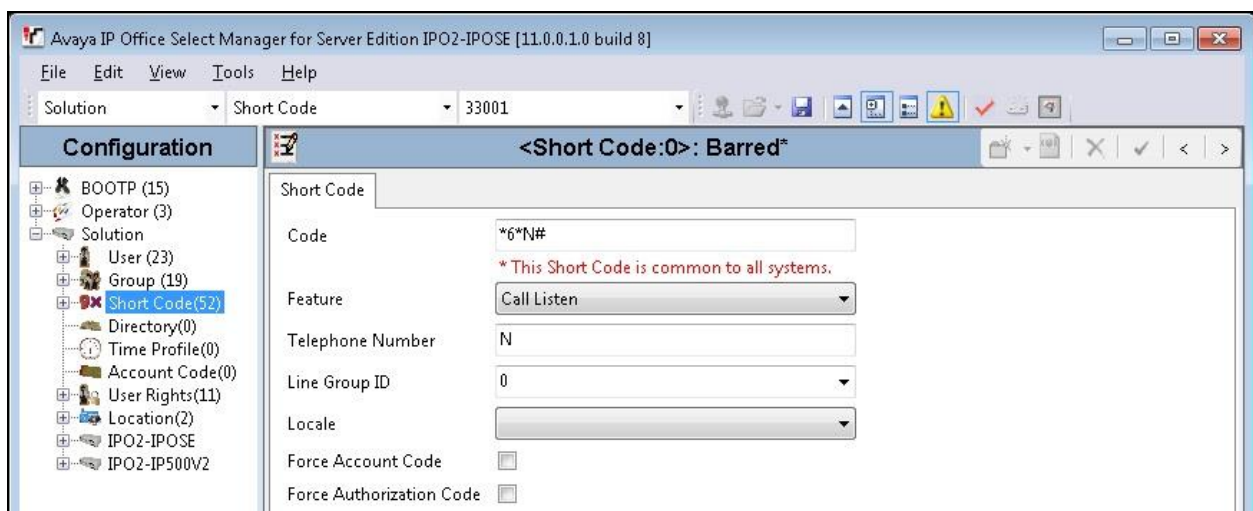 Avaya IP Office Select Manager for Server Edition IPO2-IPOSE [11.0.0.1.0 build 8]
File Edit View Tools Help
Solution Short Code 33001
Configuration
<Short Code:0>: Barred*
BOOTP (15)
Operator (3)
Solution
User (23)
Group (19)
Short Code(52)
Directory(0)
Time Profile(0)
Account Code(0)
User Rights(11)
Location(2)
IPO2-IPOSE
IPO2-IP500V2
Short Code
Code *6*N#
* This Short Code is common to all systems.
Feature Call Listen
Telephone Number N
Line Group ID 0
Locale
Force Account Code
Force Authorization Code